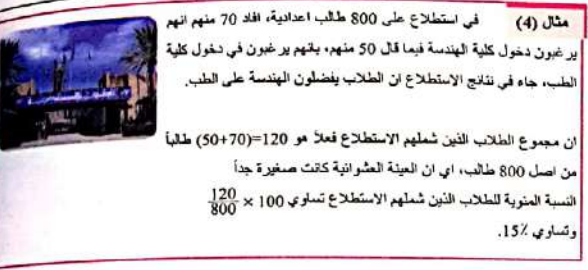 مثال (4) في استطلاع على 800 طالب اعدادية، افاد 70 منهم انهم
يرغبون دخول كلية الهندسة فيما قال 50 منهم، بانهم يرغبون في دخول كلية
الطب، جاء في نتائج الاستطلاع ان الطلاب يفضلون الهندسة على الطب.
ان مجموع الطلاب الذين شملهم الاستطلاع فعلاً هو 120=(70+50) طالباً
من اصل 800 طالب، اي ان العينة العشوائية كانت صغيرة جداً
النسبة المئوية للطلاب الذين شملهم الاستطلاع تساوي 100 × 120/800
وتساوي 15%.